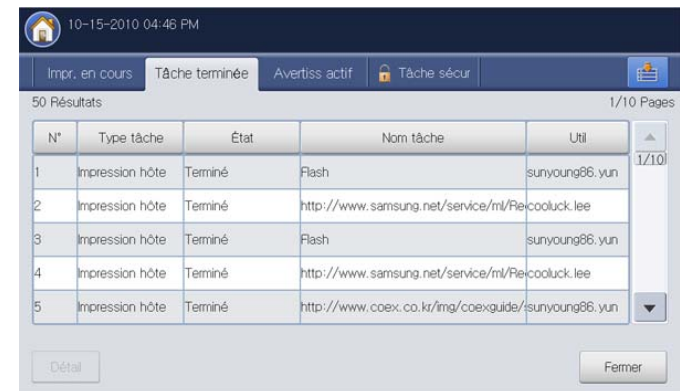 10-15-2010 04:46 PM
Impr. en cours Tâche terminée Avertiss actif Tâche sécur
50 Résultats 1/10 Pages
N° Type tâche État Nom tâche Util
1 Impression hôte Terminé Flash sunyoung86.yun
1/10
2 Impression hôte Terminé http://www.samsung.net/service/ml/Re cooluck.lee
3 Impression hôte Terminé Flash sunyoung86.yun
4 Impression hôte Terminé http://www.samsung.net/service/ml/Re cooluck.lee
5 Impression hôte Terminé http://www.coex.co.kr/img/coexguide/ sunyoung86.yun
Détail Fermer